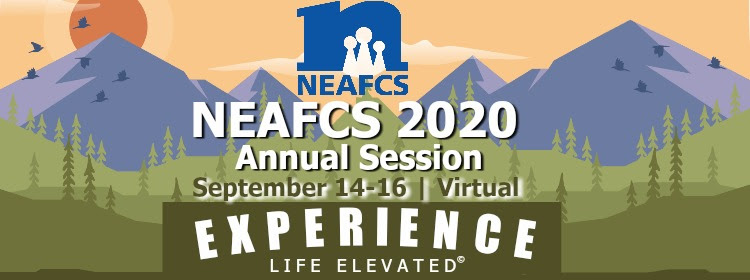 n
NEAFCS
NEAFCS 2020
Annual Session
September 14-16 | Virtual
EXPERIENCE
LIFE ELEVATED©